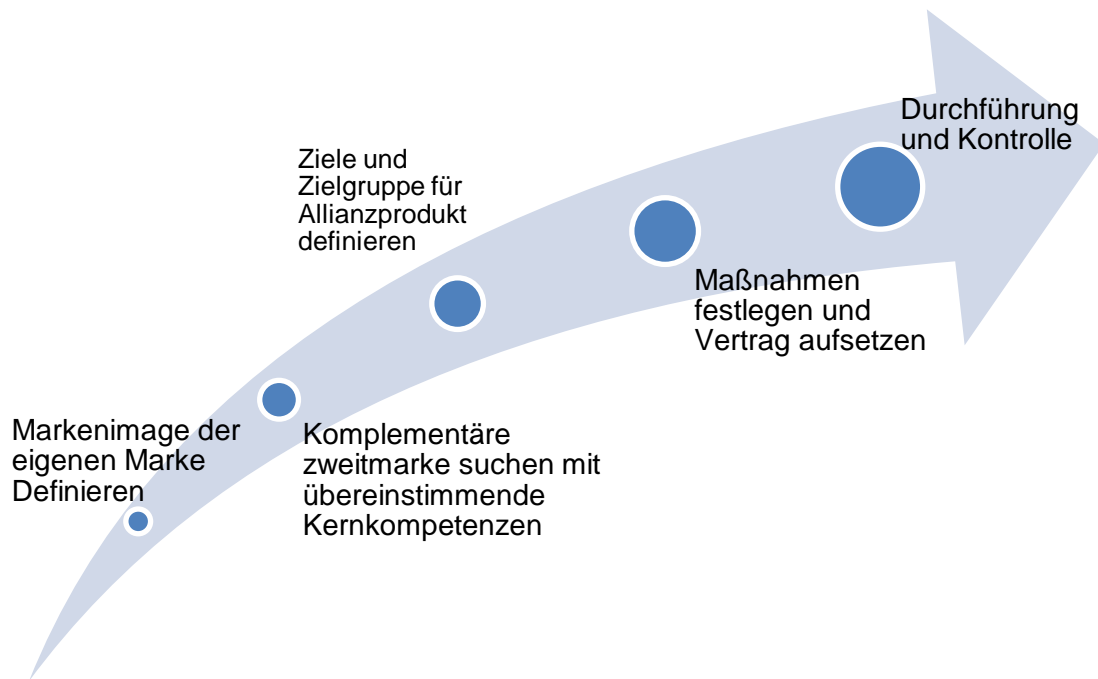 Markenimage der
eigenen Marke
Definieren
Komplementäre
zweitmarke suchen mit
übereinstimmende
Kernkompetenzen
Ziele und
Zielgruppe für
Allianzprodukt
definieren
Maßnahmen
festlegen und
Vertrag aufsetzen
Durchführung
und Kontrolle